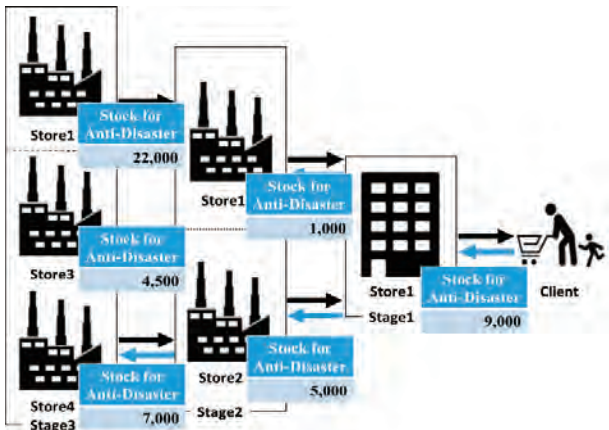 Store1
Stock for
Anti-Disaster
22,000
Store3
Stock for
Anti-Disaster
4,500
Store4
Stage3
Stock for
Anti-Disaster
7,000
Store1
Stock for
Anti-Disaster
1,000
Store2
Stage2
Stock for
Anti-Disaster
5,000
Store1
Stage1
Stock for
Anti-Disaster
9,000
Client